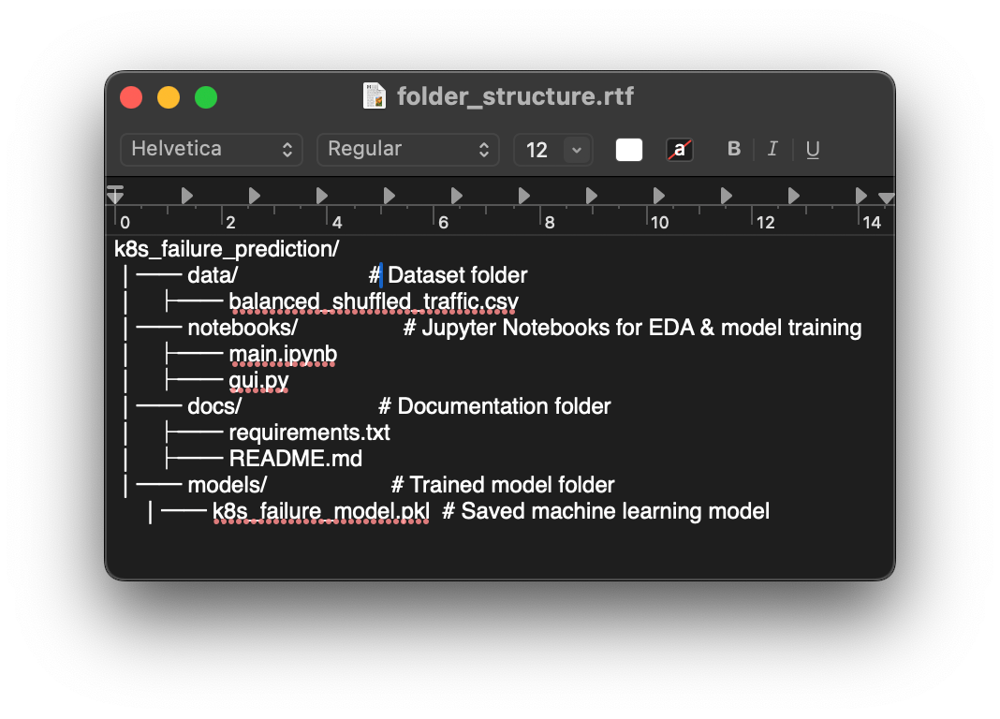 folder_structure.rtf
Helvetica Regular 12 a B I U
0 2 4 6 8 10 12 14
k8s_failure_prediction/
│ ── data/ # Dataset folder
│ ├── balanced_shuffled_traffic.csv
│ ── notebooks/ # Jupyter Notebooks for EDA & model training
│ ├── main.ipynb
│ ├── gui.py
│ ── docs/ # Documentation folder
│ ├── requirements.txt
│ ├── README.md
│ ── models/ # Trained model folder
│ ── k8s_failure_model.pkl # Saved machine learning model